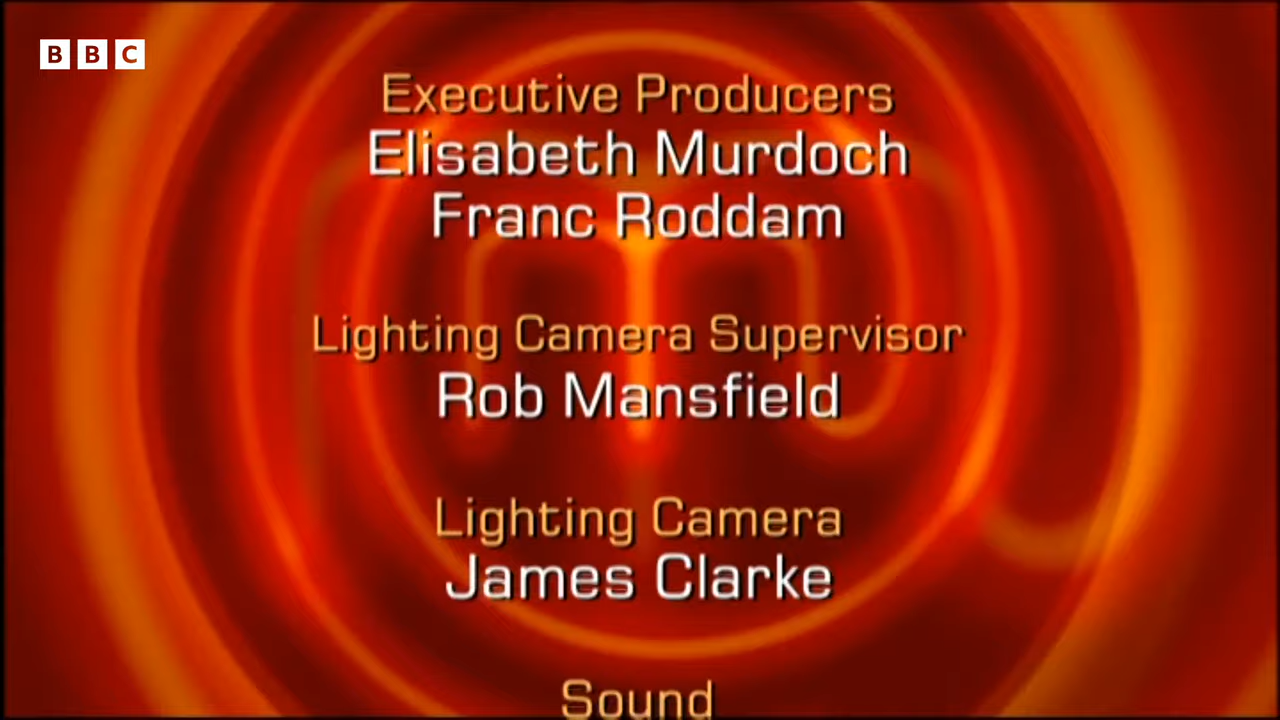 BBC
Executive Producers
Elisabeth Murdoch
Franc Roddam
Lighting Camera Supervisor
Rob Mansfield
Lighting Camera
James Clarke
Sound